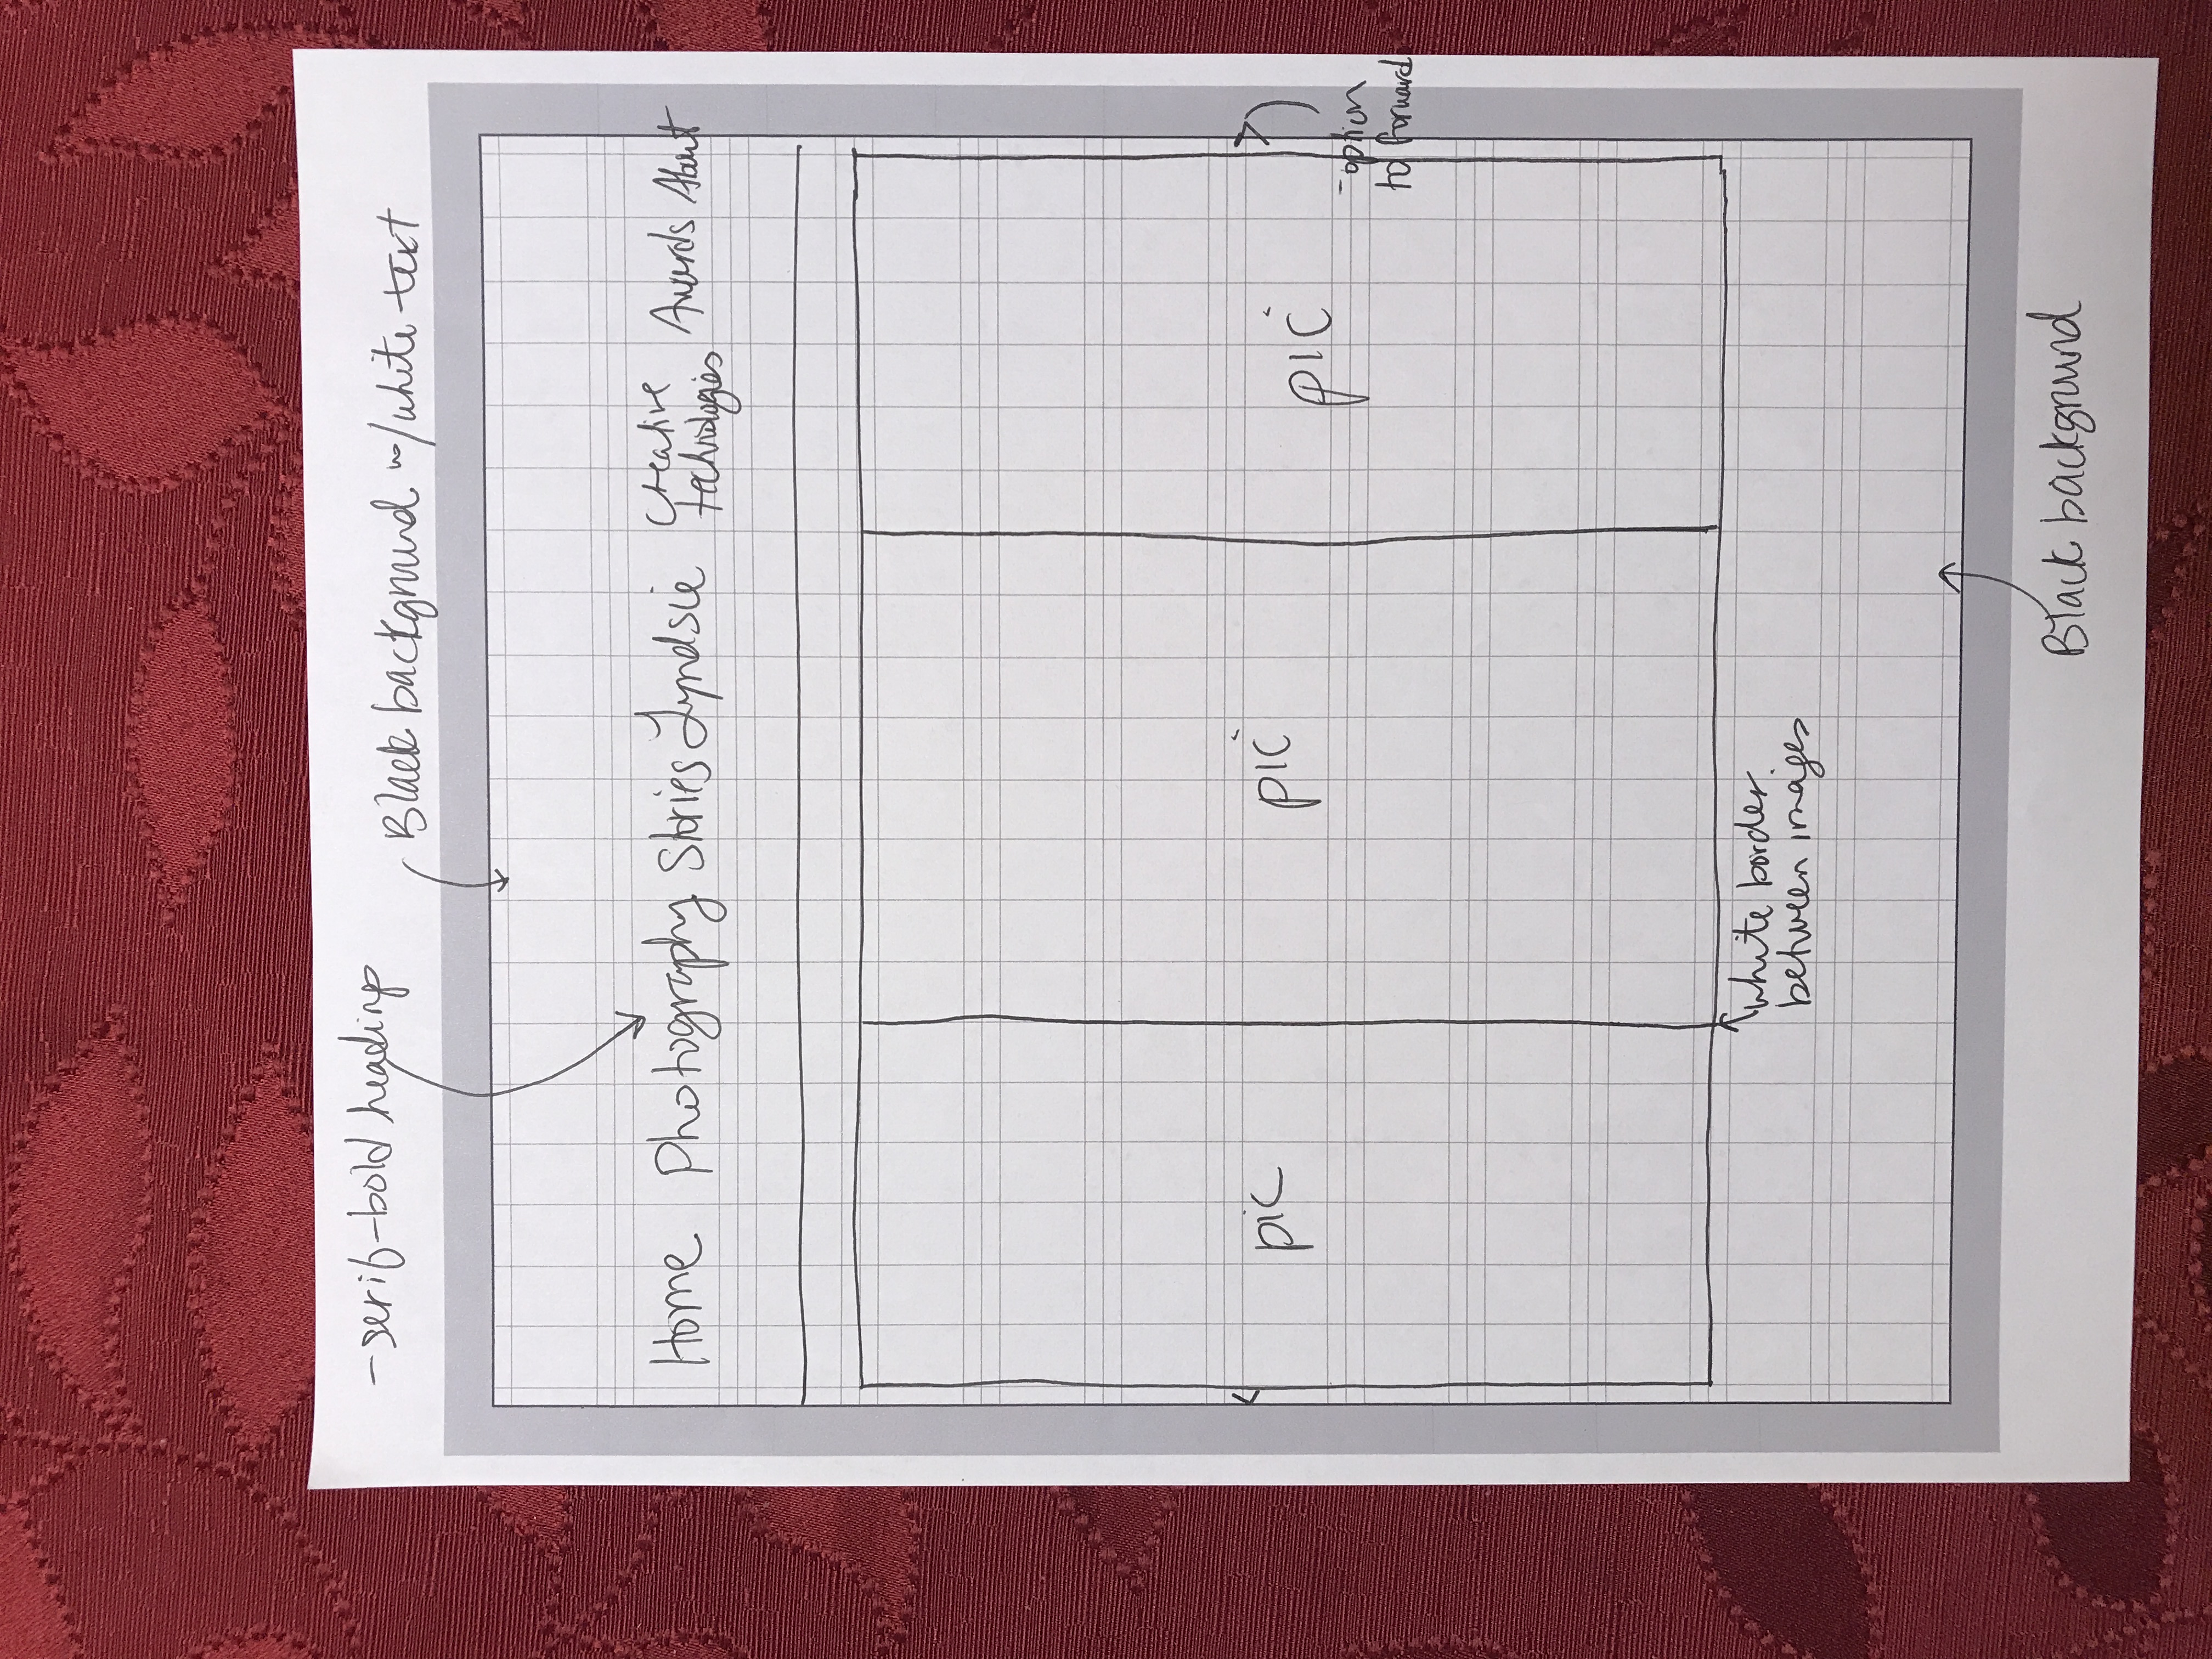 -serif-bold headings
Black background w/white text
Home Photography Stories Lyndsie Creative technologies Awards About
<
pic
pic
pic
>
-option
to forward
white border
between images
Black background